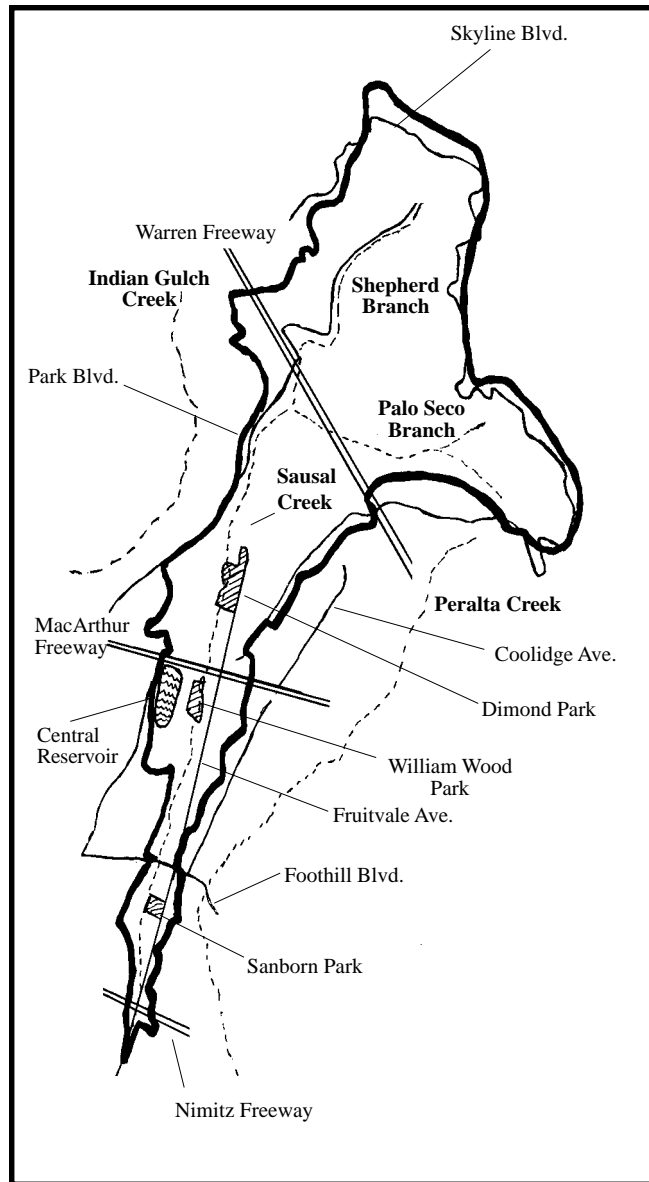 Skyline Blvd.
Warren Freeway
Indian Gulch
Creek
Shepherd
Branch
Park Blvd.
Palo Seco
Branch
Sausal
Creek
Peralta Creek
MacArthur
Freeway
Coolidge Ave.
Dimond Park
Central
Reservoir
William Wood
Park
Fruitvale Ave.
Foothill Blvd.
Sanborn Park
Nimitz Freeway